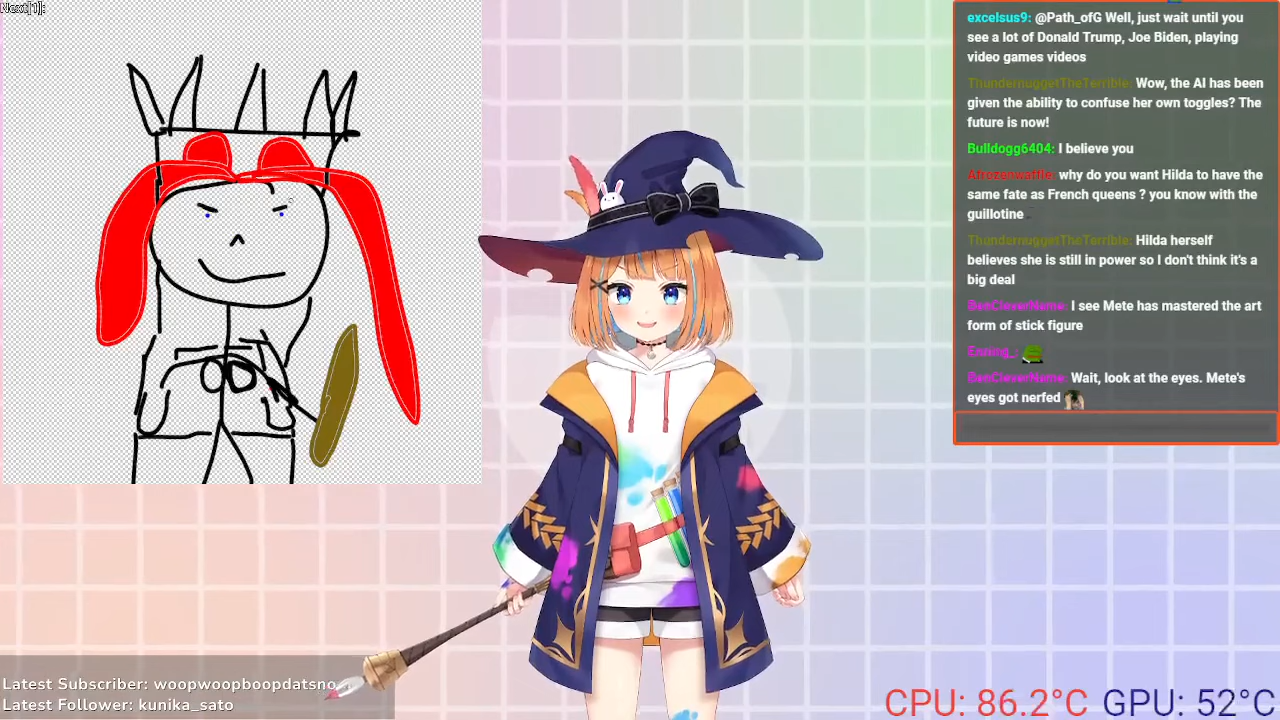 Next[1]:
excelsus9: @Path_ofG Well, just wait until you
see a lot of Donald Trump, Joe Biden, playing
video games videos
ThundernuggetTheTerrible: Wow, the AI has been
given the ability to confuse her own toggles? The
future is now!
Bulldogg6404: I believe you
Afrozenwaffle: why do you want Hilda to have the
same fate as French queens ? you know with the
guillotine
ThundernuggetTheTerrible: Hilda herself
believes she is still in power so I don't think it's a
big deal
BenCleverName: I see Mete has mastered the art
form of stick figure
BenCleverName: Wait, look at the eyes. Mete's
eyes got nerfed
Latest Subscriber: woopwoopboopdatsno
Latest Follower: kunika_sato
CPU: 86.2°C GPU: 52°C